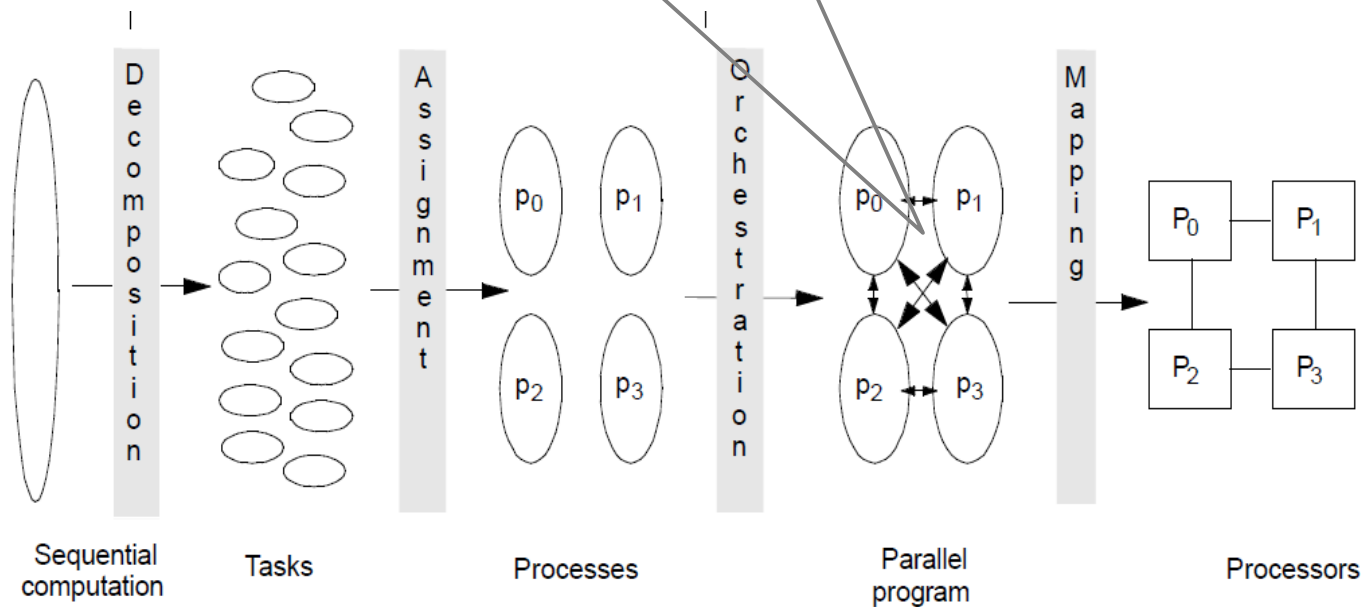 Decomposition
Assignment
Orchestration
Mapping
p0 p1
p2 p3
p0 p1
p2 p3
P0 P1
P2 P3
Sequential
computation
Tasks
Processes
Parallel
program
Processors